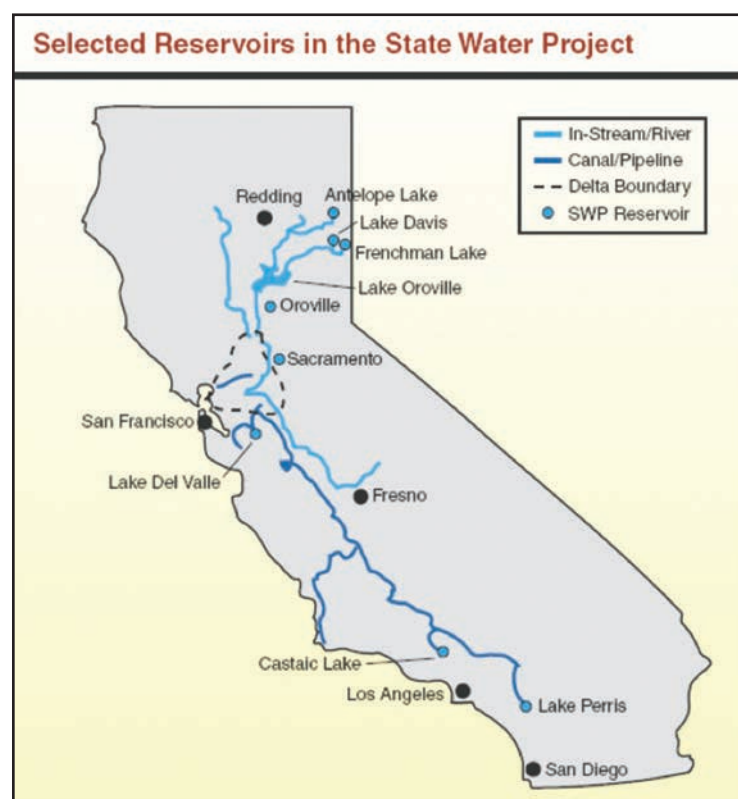 Selected Reservoirs in the State Water Project
In-Stream/River
Canal/Pipeline
Delta Boundary
SWP Reservoir
Redding
Antelope Lake
Lake Davis
Frenchman Lake
Lake Oroville
Oroville
Sacramento
San Francisco
Lake Del Valle
Fresno
Castaic Lake
Los Angeles
Lake Perris
San Diego